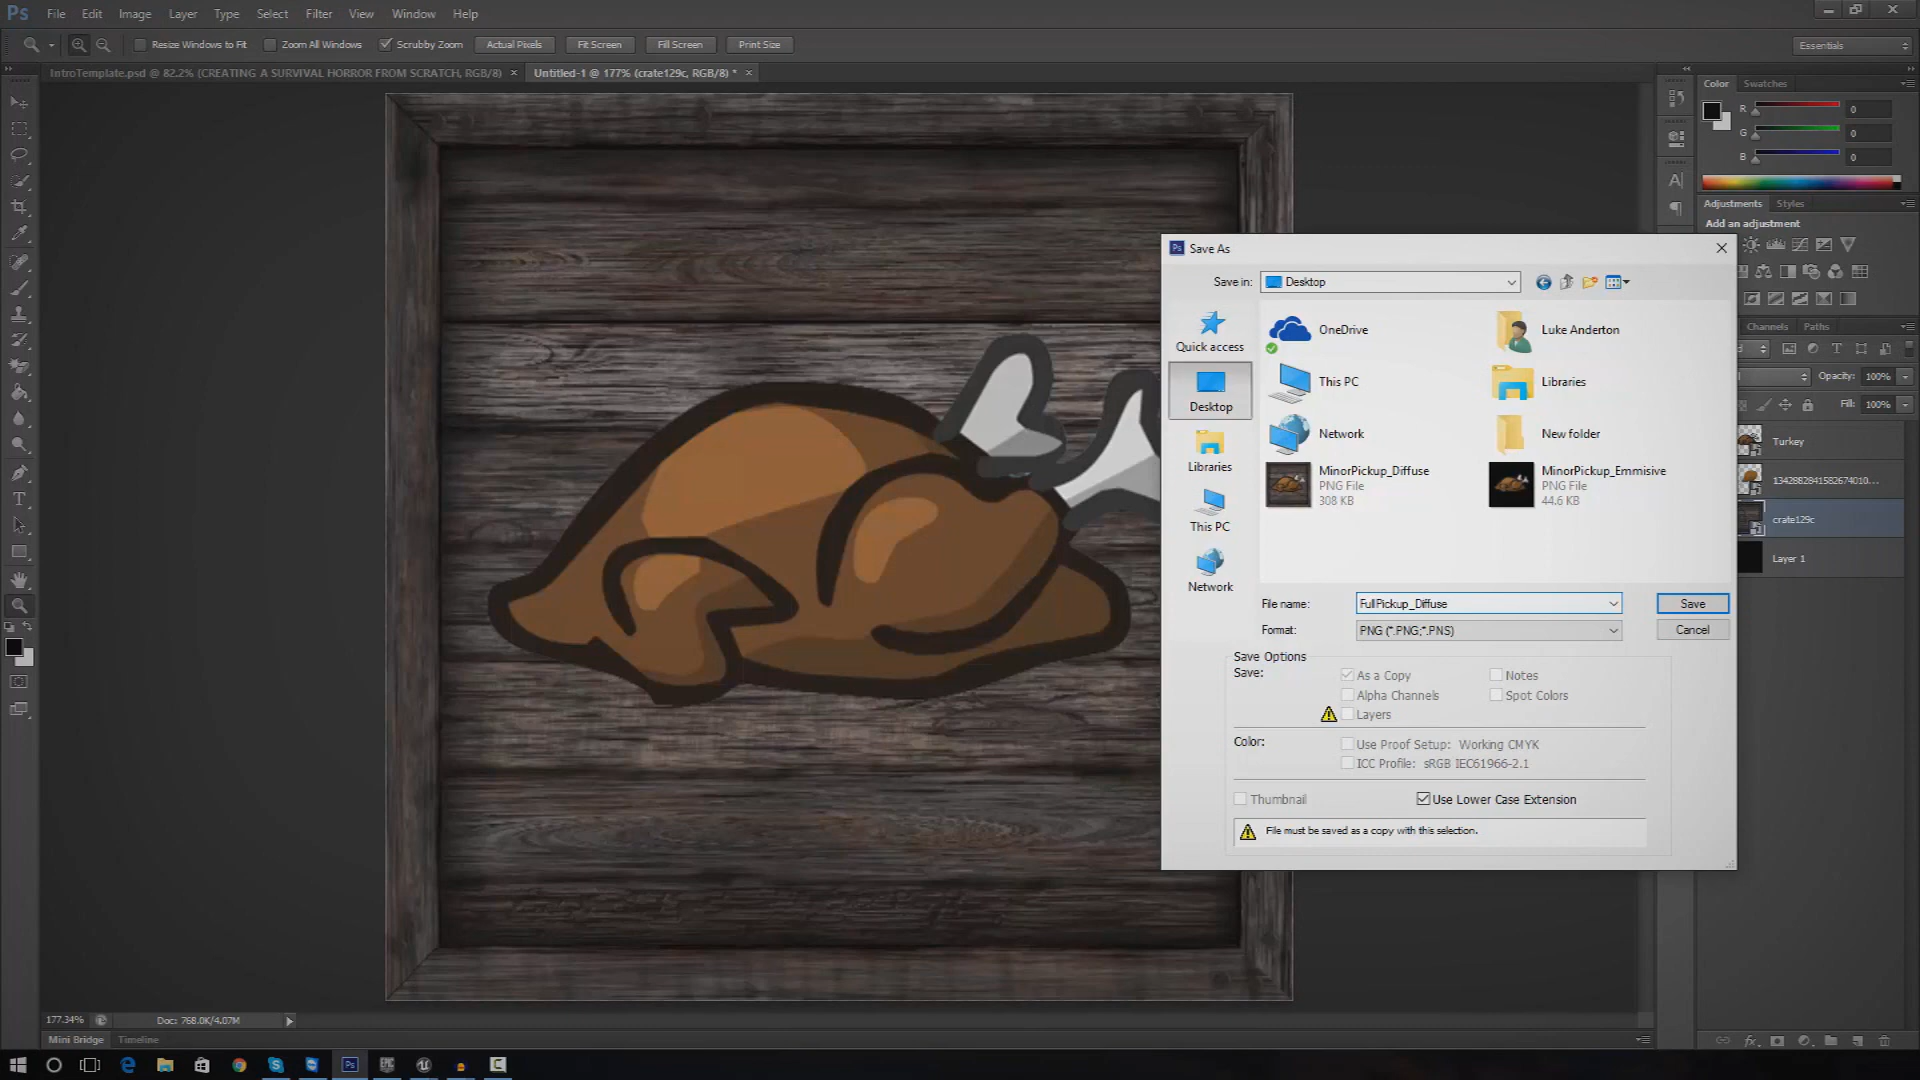 Ps File Edit Image Layer Type Select Filter View Window Help
Resize Windows to Fit Zoom All Windows Scrubby Zoom Actual Pixels Fit Screen Fill Screen Print Size Essentials
IntroTemplate.psd @ 82.2% (CREATING A SURVIVAL HORROR FROM SCRATCH, RGB/8) × Untitled-1 @ 177% (crate129c, RGB/8) * ×
Color Swatches
R 0
G 0
B 0
Adjustments Styles
Add an adjustment
Channels Paths
Opacity: 100%
Fill: 100%
Turkey
1342882841582674010...
crate129c
Layer 1
Ps Save As
Save in: Desktop
Quick access
Desktop
Libraries
This PC
Network
OneDrive
Luke Anderton
This PC
Libraries
Network
New folder
MinorPickup_Diffuse
PNG File
308 KB
MinorPickup_Emmisive
PNG File
44.6 KB
File name: FullPickup_Diffuse Save
Format: PNG (*.PNG;*.PNS) Cancel
Save Options
Save: As a Copy Notes
Alpha Channels Spot Colors
Layers
Color: Use Proof Setup: Working CMYK
ICC Profile: sRGB IEC61966-2.1
Thumbnail Use Lower Case Extension
File must be saved as a copy with this selection.
177.34% Doc: 768.0K/4.07M
Mini Bridge Timeline